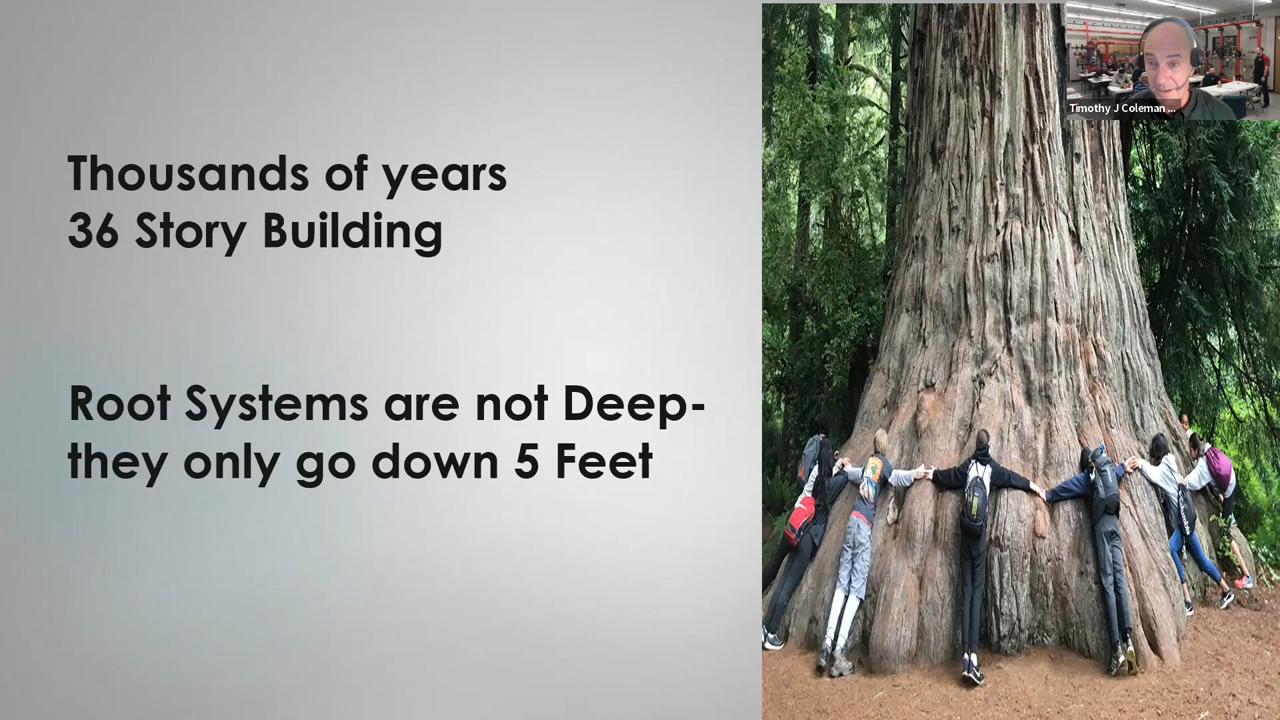 Thousands of years
36 Story Building
Root Systems are not Deep-
they only go down 5 Feet
Timothy J Coleman ...